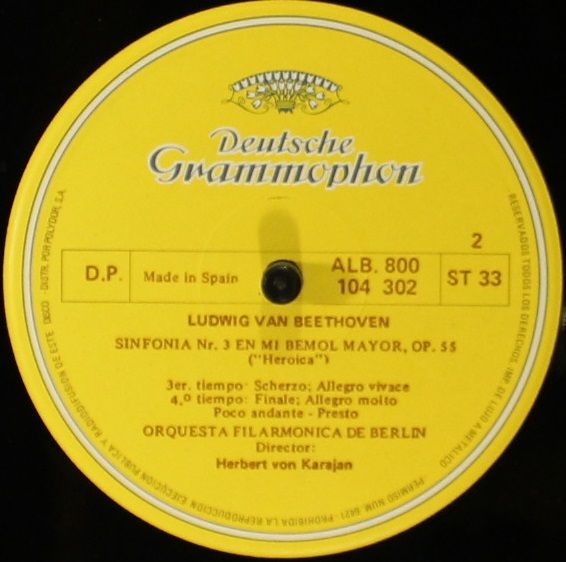 Deutsche
Grammophon
2
D.P.
Made in Spain
ALB. 800
104 302
ST 33
LUDWIG VAN BEETHOVEN
SINFONIA Nr. 3 EN MI BEMOL MAYOR, OP. 55
("Heroica")
3er. tiempo: Scherzo; Allegro vivace
4.º tiempo: Finale; Allegro molto
Poco andante - Presto
ORQUESTA FILARMONICA DE BERLIN
Director:
Herbert von Karajan
RESERVADOS TODOS LOS DERECHOS. IMP. DE LITO A METALICO -PERMISO NUM. 6421- PROHIBIDA LA REPRODUCCION EJECUCION PUBLICA Y RADIODIFUSION DE ESTE DISCO DISTR. POR POLYDOR, S.A.